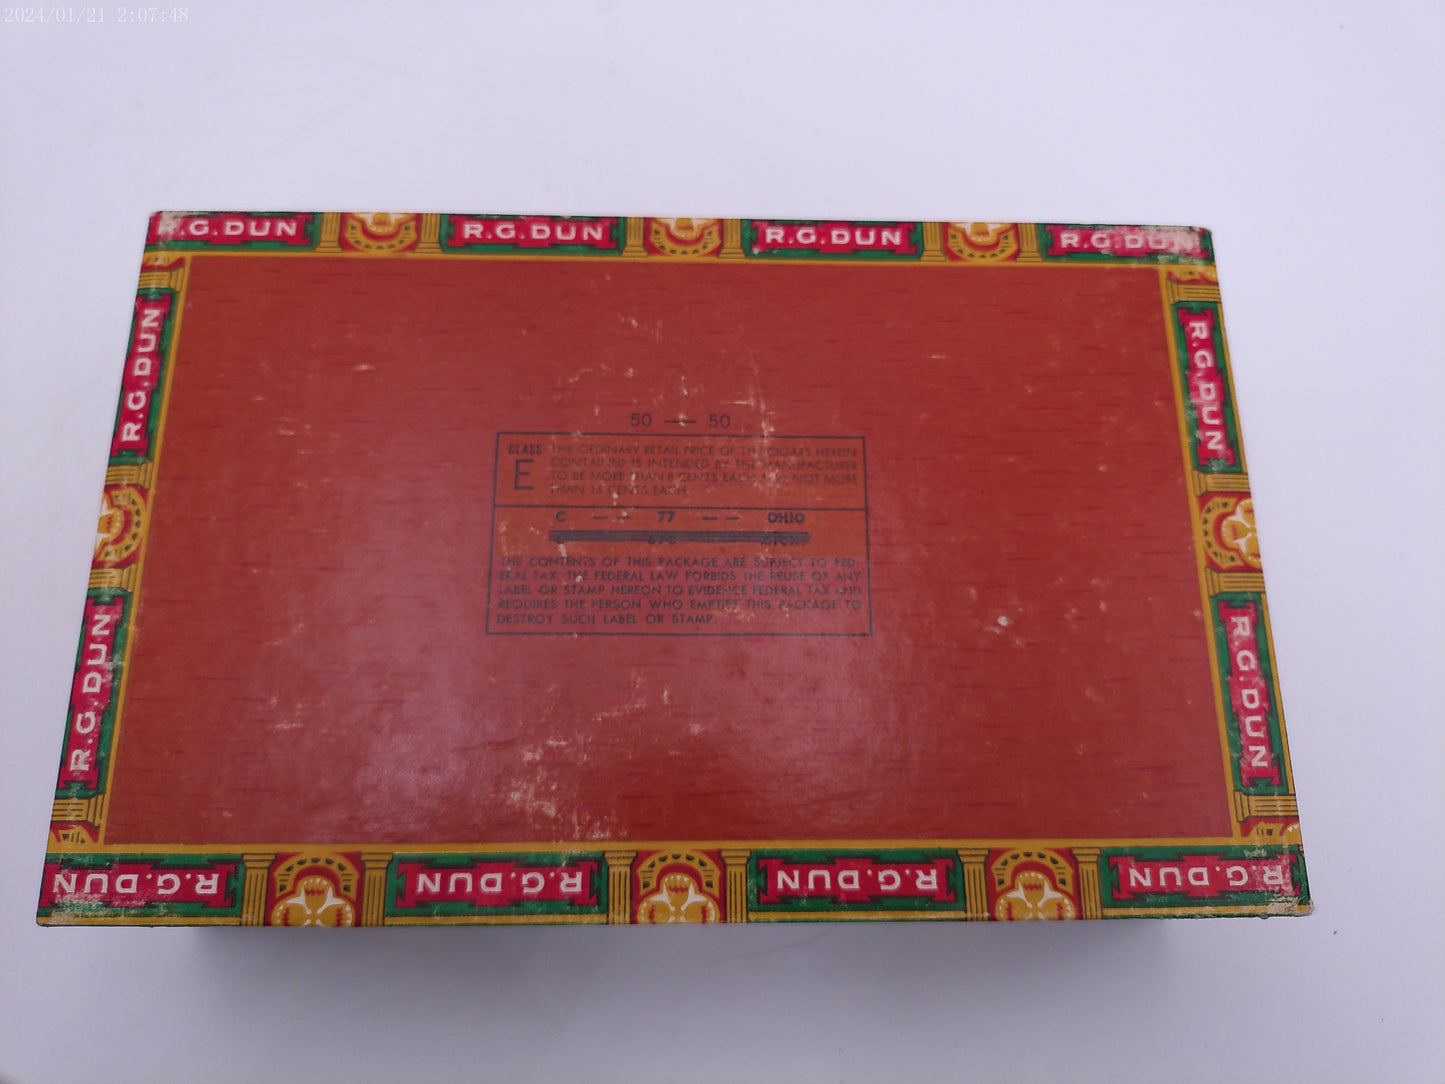 2024/01/21 2:07:48
R.G.DUN R.G.DUN R.G.DUN R.G.DUN
R.G.DUN
R.G.DUN
50 — 50
CLASS E
THE ORDINARY RETAIL PRICE OF THE CIGARS HEREIN
CONTAINED IS INTENDED BY THE MANUFACTURER
TO BE MORE THAN 8 CENTS EACH AND NOT MORE
THAN 15 CENTS EACH
C — — 77 — — OHIO
THE CONTENTS OF THIS PACKAGE ARE SUBJECT TO FED-
ERAL TAX. THE FEDERAL LAW FORBIDS THE REUSE OF ANY
LABEL OR STAMP HEREON TO EVIDENCE FEDERAL TAX AND
REQUIRES THE PERSON WHO EMPTIES THIS PACKAGE TO
DESTROY SUCH LABEL OR STAMP.
R.G.DUN
R.G.DUN
R.G.DUN R.G.DUN R.G.DUN R.G.DUN